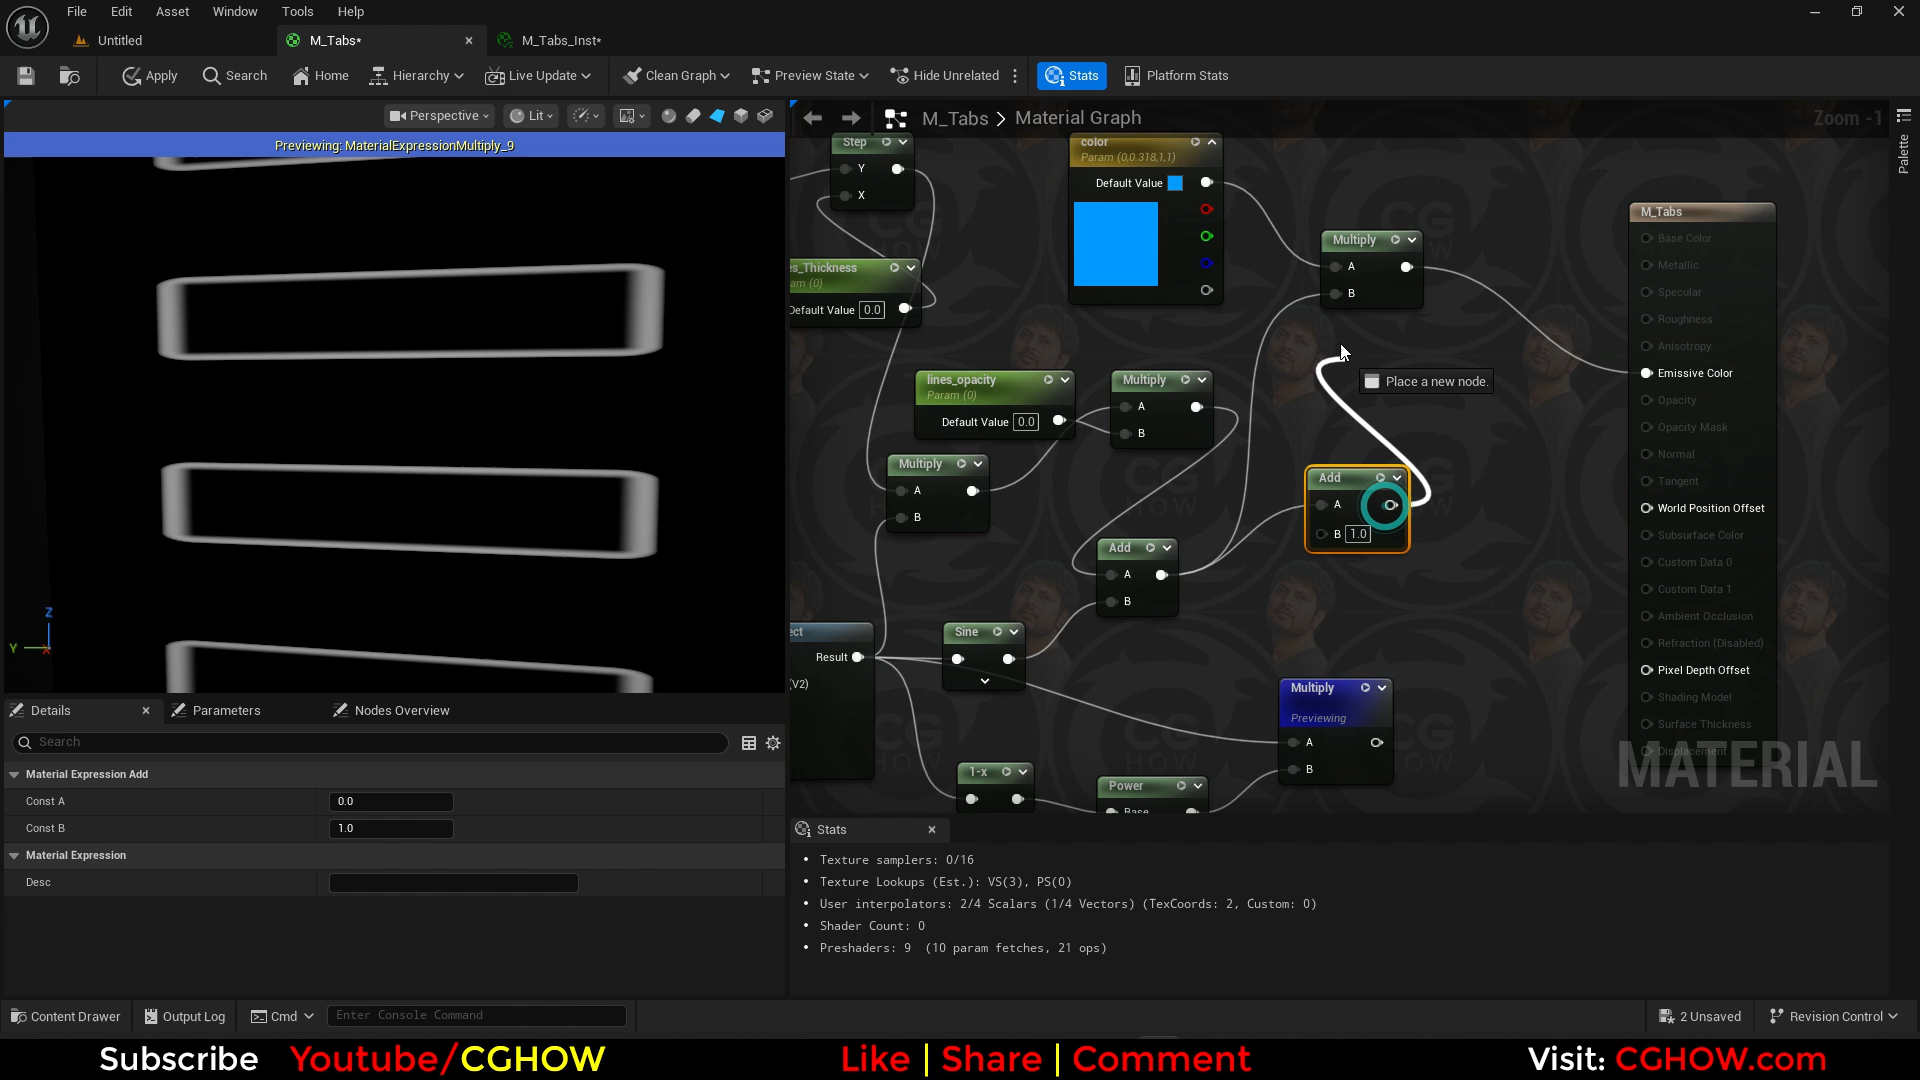 File Edit Asset Window Tools Help
Untitled M_Tabs* M_Tabs_Inst*
Apply Search Home Hierarchy Live Update Clean Graph Preview State Hide Unrelated Stats Platform Stats
Perspective Lit
M_Tabs > Material Graph Zoom -1
Palette
Previewing: MaterialExpressionMultiply_9
Step
Y
X
color
Param (0,0.318,1,1)
Default Value
es_Thickness
am (0)
Default Value 0.0
Multiply
A
B
lines_opacity
Param (0)
Default Value 0.0
Multiply
A
B
Multiply
A
B
Place a new node.
Add
A
B 1.0
Add
A
B
Sine
ect
Result
(V2)
Multiply
Previewing
A
B
1-x
Power
Base
M_Tabs
Base Color
Metallic
Specular
Roughness
Anisotropy
Emissive Color
Opacity
Opacity Mask
Normal
Tangent
World Position Offset
Subsurface Color
Custom Data 0
Custom Data 1
Ambient Occlusion
Refraction (Disabled)
Pixel Depth Offset
Shading Model
Surface Thickness
Displacement
MATERIAL
CG
HOW
Z
Y
X
Details Parameters Nodes Overview
Search
Material Expression Add
Const A 0.0
Const B 1.0
Material Expression
Desc
Stats
• Texture samplers: 0/16
• Texture Lookups (Est.): VS(3), PS(0)
• User interpolators: 2/4 Scalars (1/4 Vectors) (TexCoords: 2, Custom: 0)
• Shader Count: 0
• Preshaders: 9 (10 param fetches, 21 ops)
Content Drawer Output Log Cmd Enter Console Command 2 Unsaved Revision Control
Subscribe Youtube/CGHOW Like | Share | Comment Visit: CGHOW.com